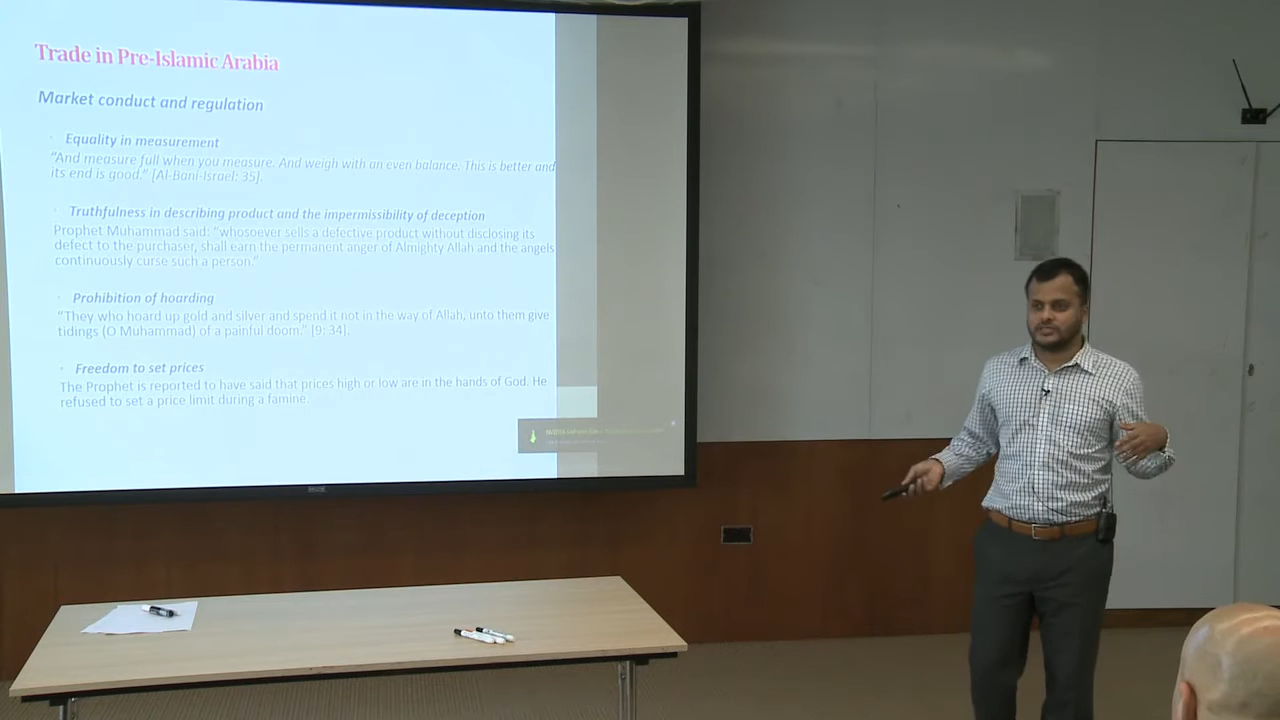 Trade in Pre-Islamic Arabia
Market conduct and regulation
· Equality in measurement
"And measure full when you measure. And weigh with an even balance. This is better and
its end is good." [Al-Bani-Israel: 35].
· Truthfulness in describing product and the impermissibility of deception
Prophet Muhammad said: "whosoever sells a defective product without disclosing its
defect to the purchaser, shall earn the permanent anger of Almighty Allah and the angels
continuously curse such a person."
· Prohibition of hoarding
"They who hoard up gold and silver and spend it not in the way of Allah, unto them give
tidings (O Muhammad) of a painful doom." [9: 34].
· Freedom to set prices
The Prophet is reported to have said that prices high or low are in the hands of God. He
refused to set a price limit during a famine.